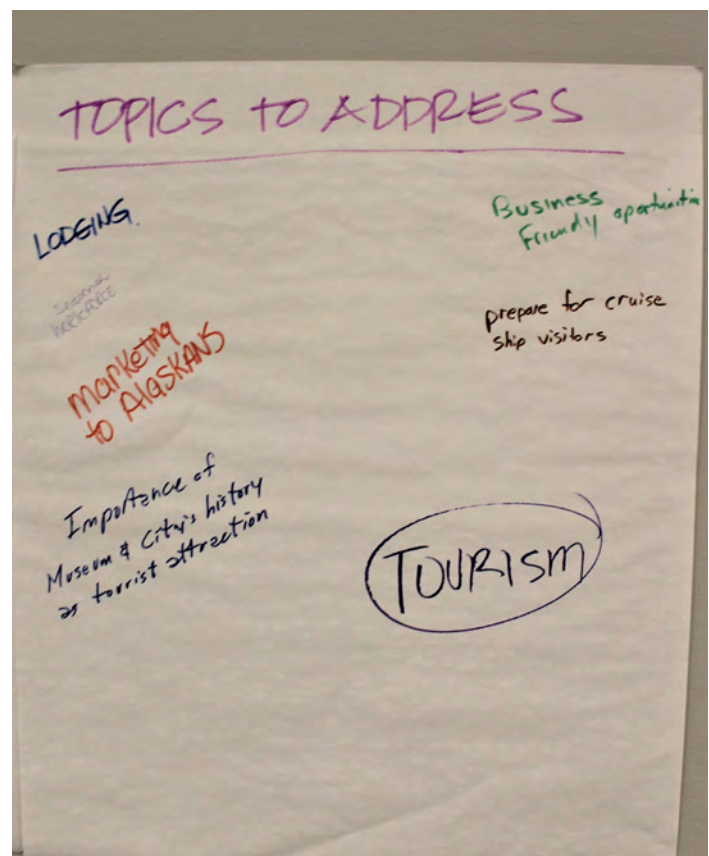 TOPICS TO ADDRESS
LODGING.
Seasonal
WORKFORCE
marketing
to AlaSKANS
Importance of
Museum & City's history
as tourist attraction
Business
Friendly oportunities
prepare for cruise
ship visitors
TOURISM